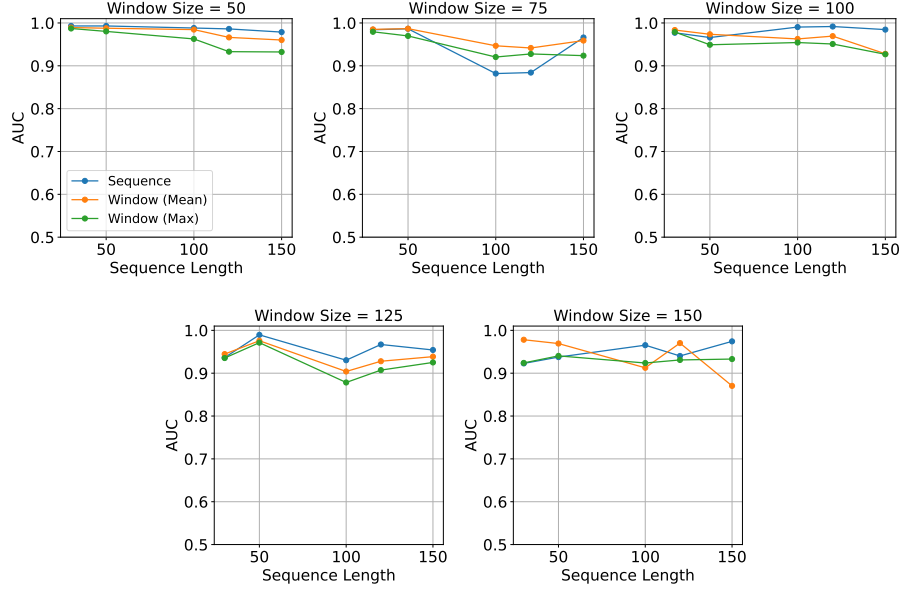 Window Size = 50
1.0
0.9
0.8
0.7
0.6
0.5
AUC
Sequence
Window (Mean)
Window (Max)
50
100
150
Sequence Length
Window Size = 75
1.0
0.9
0.8
0.7
0.6
0.5
AUC
50
100
150
Sequence Length
Window Size = 100
1.0
0.9
0.8
0.7
0.6
0.5
AUC
50
100
150
Sequence Length
Window Size = 125
1.0
0.9
0.8
0.7
0.6
0.5
AUC
50
100
150
Sequence Length
Window Size = 150
1.0
0.9
0.8
0.7
0.6
0.5
AUC
50
100
150
Sequence Length